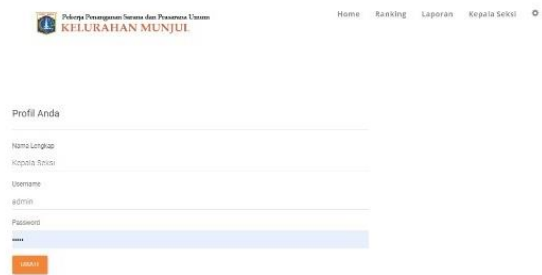 Pekerja Penanganan Sarana dan Prasarana Umum
KELURAHAN MUNJUL
Home Ranking Laporan Kepala Seksi
Profil Anda
Nama Lengkap
Kepala Seksi
Username
admin
Password
•••••